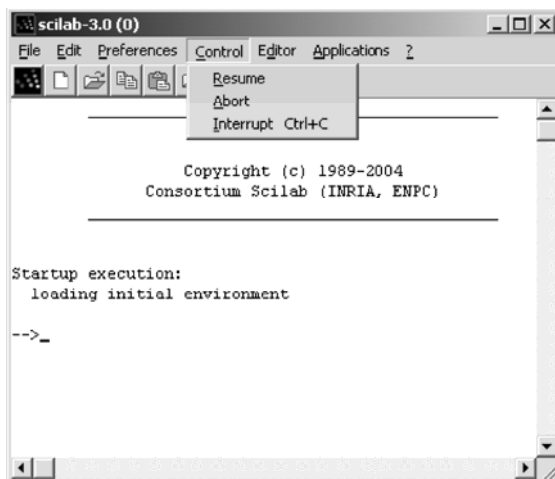 scilab-3.0 (0)
File Edit Preferences Control Editor Applications ?
Resume
Abort
Interrupt Ctrl+C
Copyright (c) 1989-2004
Consortium Scilab (INRIA, ENPC)
Startup execution:
loading initial environment
-->_